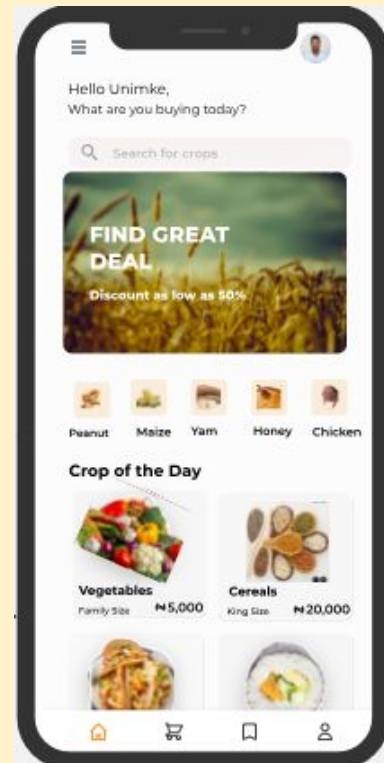 Hello Unimke,
What are you buying today?
Search for crops
FIND GREAT
DEAL
Discount as low as 50%
Peanut Maize Yam Honey Chicken
Crop of the Day
Vegetables Cereals
Family Size ₦5,000 King Size ₦20,000